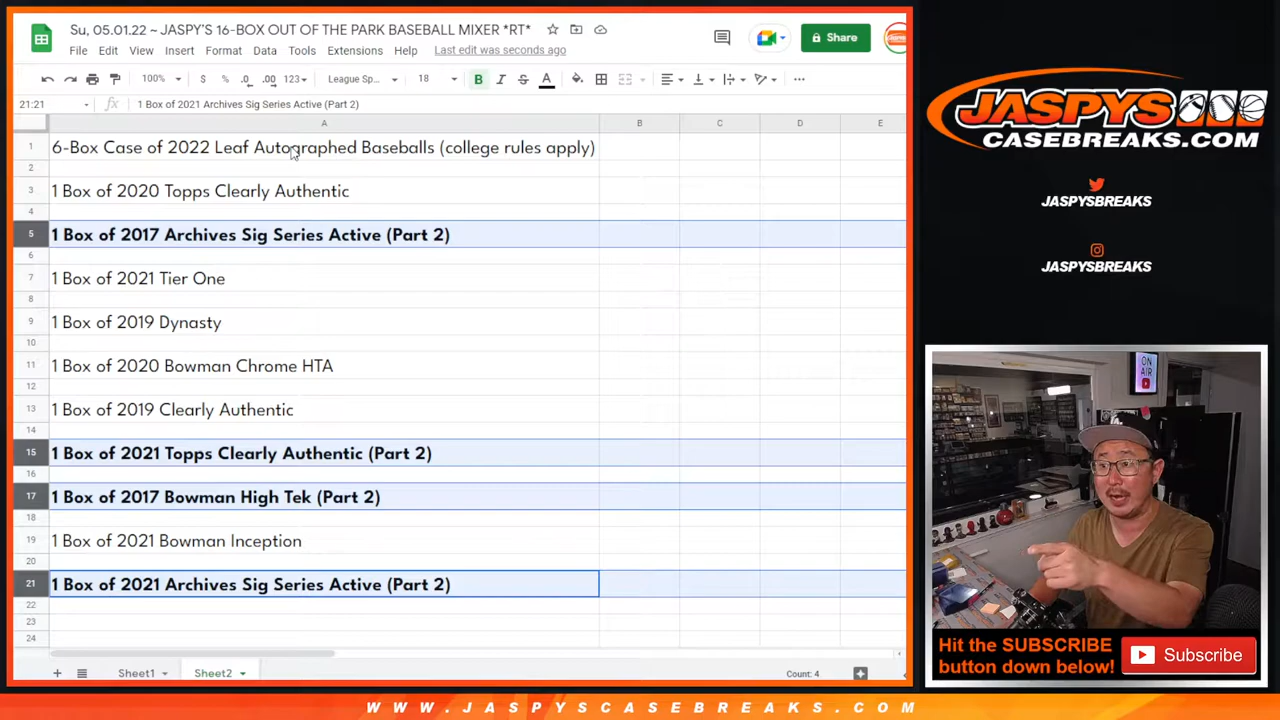 Su, 05.01.22 ~ JASPY'S 16-BOX OUT OF THE PARK BASEBALL MIXER *RT*
File Edit View Insert Format Data Tools Extensions Help Last edit was seconds ago
Share
100% $ % .0 .00 123 League Sp... 18 B I S A
21:21 fx 1 Box of 2021 Archives Sig Series Active (Part 2)
A B C D E
1 6-Box Case of 2022 Leaf Autographed Baseballs (college rules apply)
2
3 1 Box of 2020 Topps Clearly Authentic
4
5 1 Box of 2017 Archives Sig Series Active (Part 2)
6
7 1 Box of 2021 Tier One
8
9 1 Box of 2019 Dynasty
10
11 1 Box of 2020 Bowman Chrome HTA
12
13 1 Box of 2019 Clearly Authentic
14
15 1 Box of 2021 Topps Clearly Authentic (Part 2)
16
17 1 Box of 2017 Bowman High Tek (Part 2)
18
19 1 Box of 2021 Bowman Inception
20
21 1 Box of 2021 Archives Sig Series Active (Part 2)
22
23
24
Sheet1 Sheet2 Count: 4
JASPYS
CASEBREAKS.COM
JASPYSBREAKS
JASPYSBREAKS
ON
AIR
Hit the SUBSCRIBE
button down below!
Subscribe
WWW.JASPYSCASEBREAKS.COM